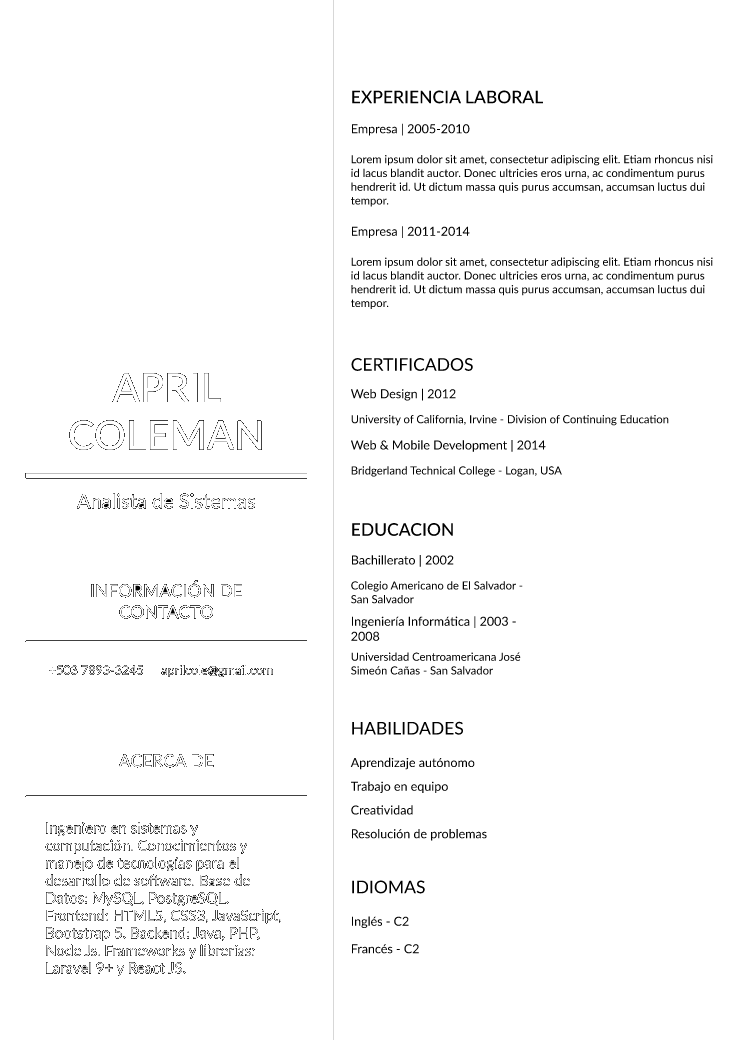 APRIL
COLEMAN
Analista de Sistemas
INFORMACIÓN DE
CONTACTO
+503 7893-3245 aprilcole@gmail.com
ACERCA DE
Ingeniero en sistemas y
computación. Conocimientos y
manejo de tecnologías para el
desarrollo de software. Base de
Datos: MySQL, PostgreSQL.
Frontend: HTML5, CSS3, JavaScript,
Bootstrap 5. Backend: Java, PHP,
Node Js. Frameworks y librerías:
Laravel 9+ y React JS.
EXPERIENCIA LABORAL
Empresa | 2005-2010
Lorem ipsum dolor sit amet, consectetur adipiscing elit. Etiam rhoncus nisi
id lacus blandit auctor. Donec ultricies eros urna, ac condimentum purus
hendrerit id. Ut dictum massa quis purus accumsan, accumsan luctus dui
tempor.
Empresa | 2011-2014
Lorem ipsum dolor sit amet, consectetur adipiscing elit. Etiam rhoncus nisi
id lacus blandit auctor. Donec ultricies eros urna, ac condimentum purus
hendrerit id. Ut dictum massa quis purus accumsan, accumsan luctus dui
tempor.
CERTIFICADOS
Web Design | 2012
University of California, Irvine - Division of Continuing Education
Web & Mobile Development | 2014
Bridgerland Technical College - Logan, USA
EDUCACION
Bachillerato | 2002
Colegio Americano de El Salvador -
San Salvador
Ingeniería Informática | 2003 -
2008
Universidad Centroamericana José
Simeón Cañas - San Salvador
HABILIDADES
Aprendizaje autónomo
Trabajo en equipo
Creatividad
Resolución de problemas
IDIOMAS
Inglés - C2
Francés - C2